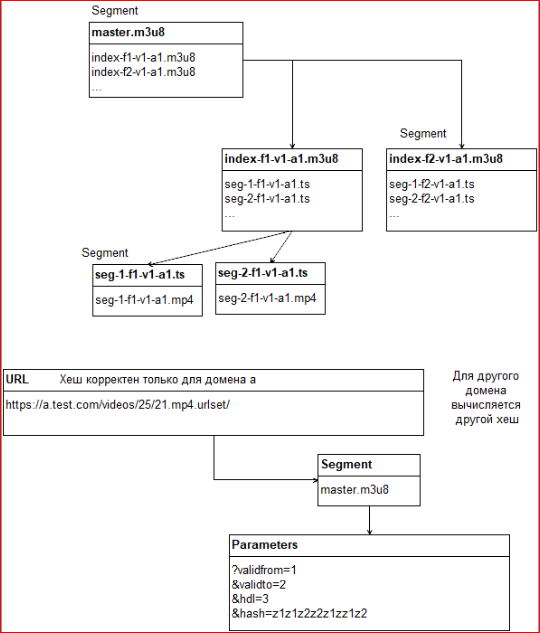 Segment
master.m3u8
index-f1-v1-a1.m3u8
index-f2-v1-a1.m3u8
...
Segment
index-f1-v1-a1.m3u8
seg-1-f1-v1-a1.ts
seg-2-f1-v1-a1.ts
...
index-f2-v1-a1.m3u8
seg-1-f2-v1-a1.ts
seg-2-f2-v1-a1.ts
...
Segment
seg-1-f1-v1-a1.ts
seg-1-f1-v1-a1.mp4
seg-2-f1-v1-a1.ts
seg-2-f1-v1-a1.mp4
URL Хеш корректен только для домена a
https://a.test.com/videos/25/21.mp4.urlset/
Для другого
домена
вычисляется
другой хеш
Segment
master.m3u8
Parameters
?validfrom=1
&validto=2
&hdl=3
&hash=z1z1z2z2z1zz1z2